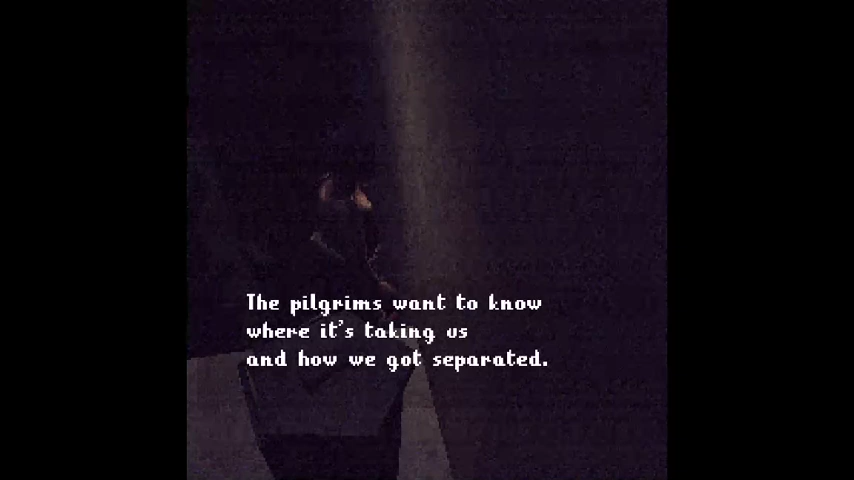 The pilgrims want to know
where it's taking us
and how we got separated.